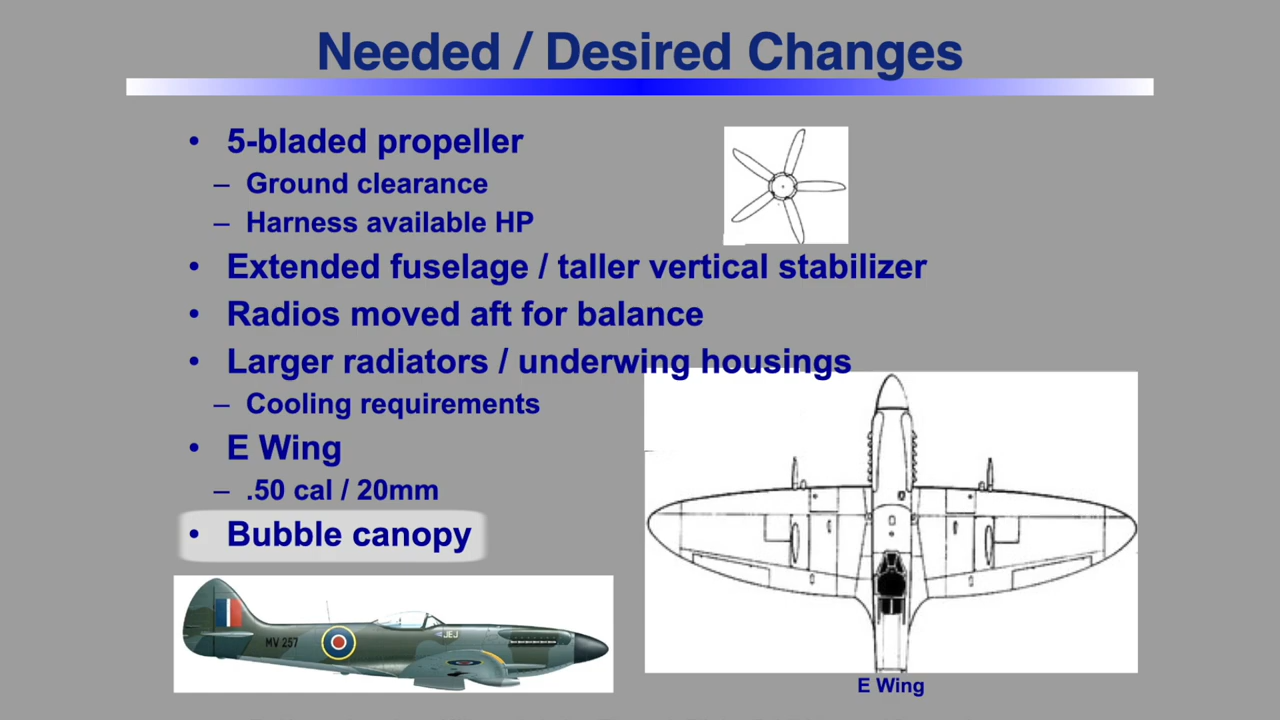 Needed / Desired Changes
• 5-bladed propeller
– Ground clearance
– Harness available HP
• Extended fuselage / taller vertical stabilizer
• Radios moved aft for balance
• Larger radiators / underwing housings
– Cooling requirements
• E Wing
– .50 cal / 20mm
• Bubble canopy
MV 257
JEJ
E Wing